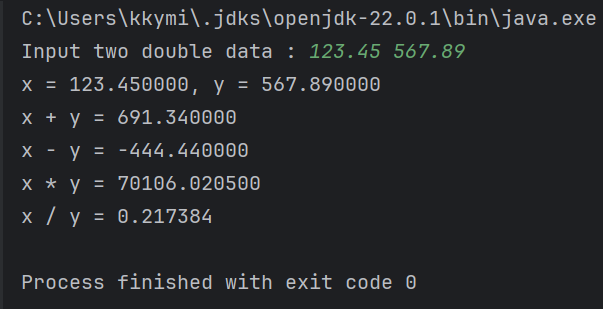 C:\Users\kkymi\.jdks\openjdk-22.0.1\bin\java.exe
Input two double data : 123.45 567.89
x = 123.450000, y = 567.890000
x + y = 691.340000
x - y = -444.440000
x * y = 70106.020500
x / y = 0.217384
Process finished with exit code 0